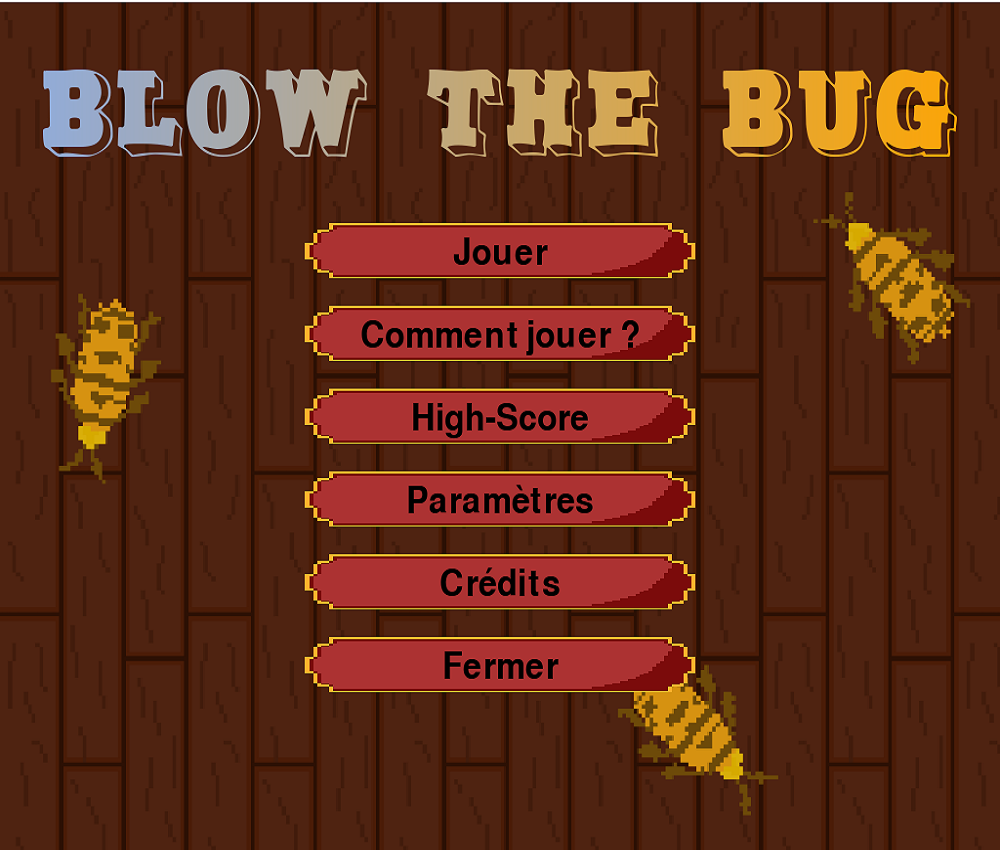 BLOW THE BUG
Jouer
Comment jouer ?
High-Score
Paramètres
Crédits
Fermer